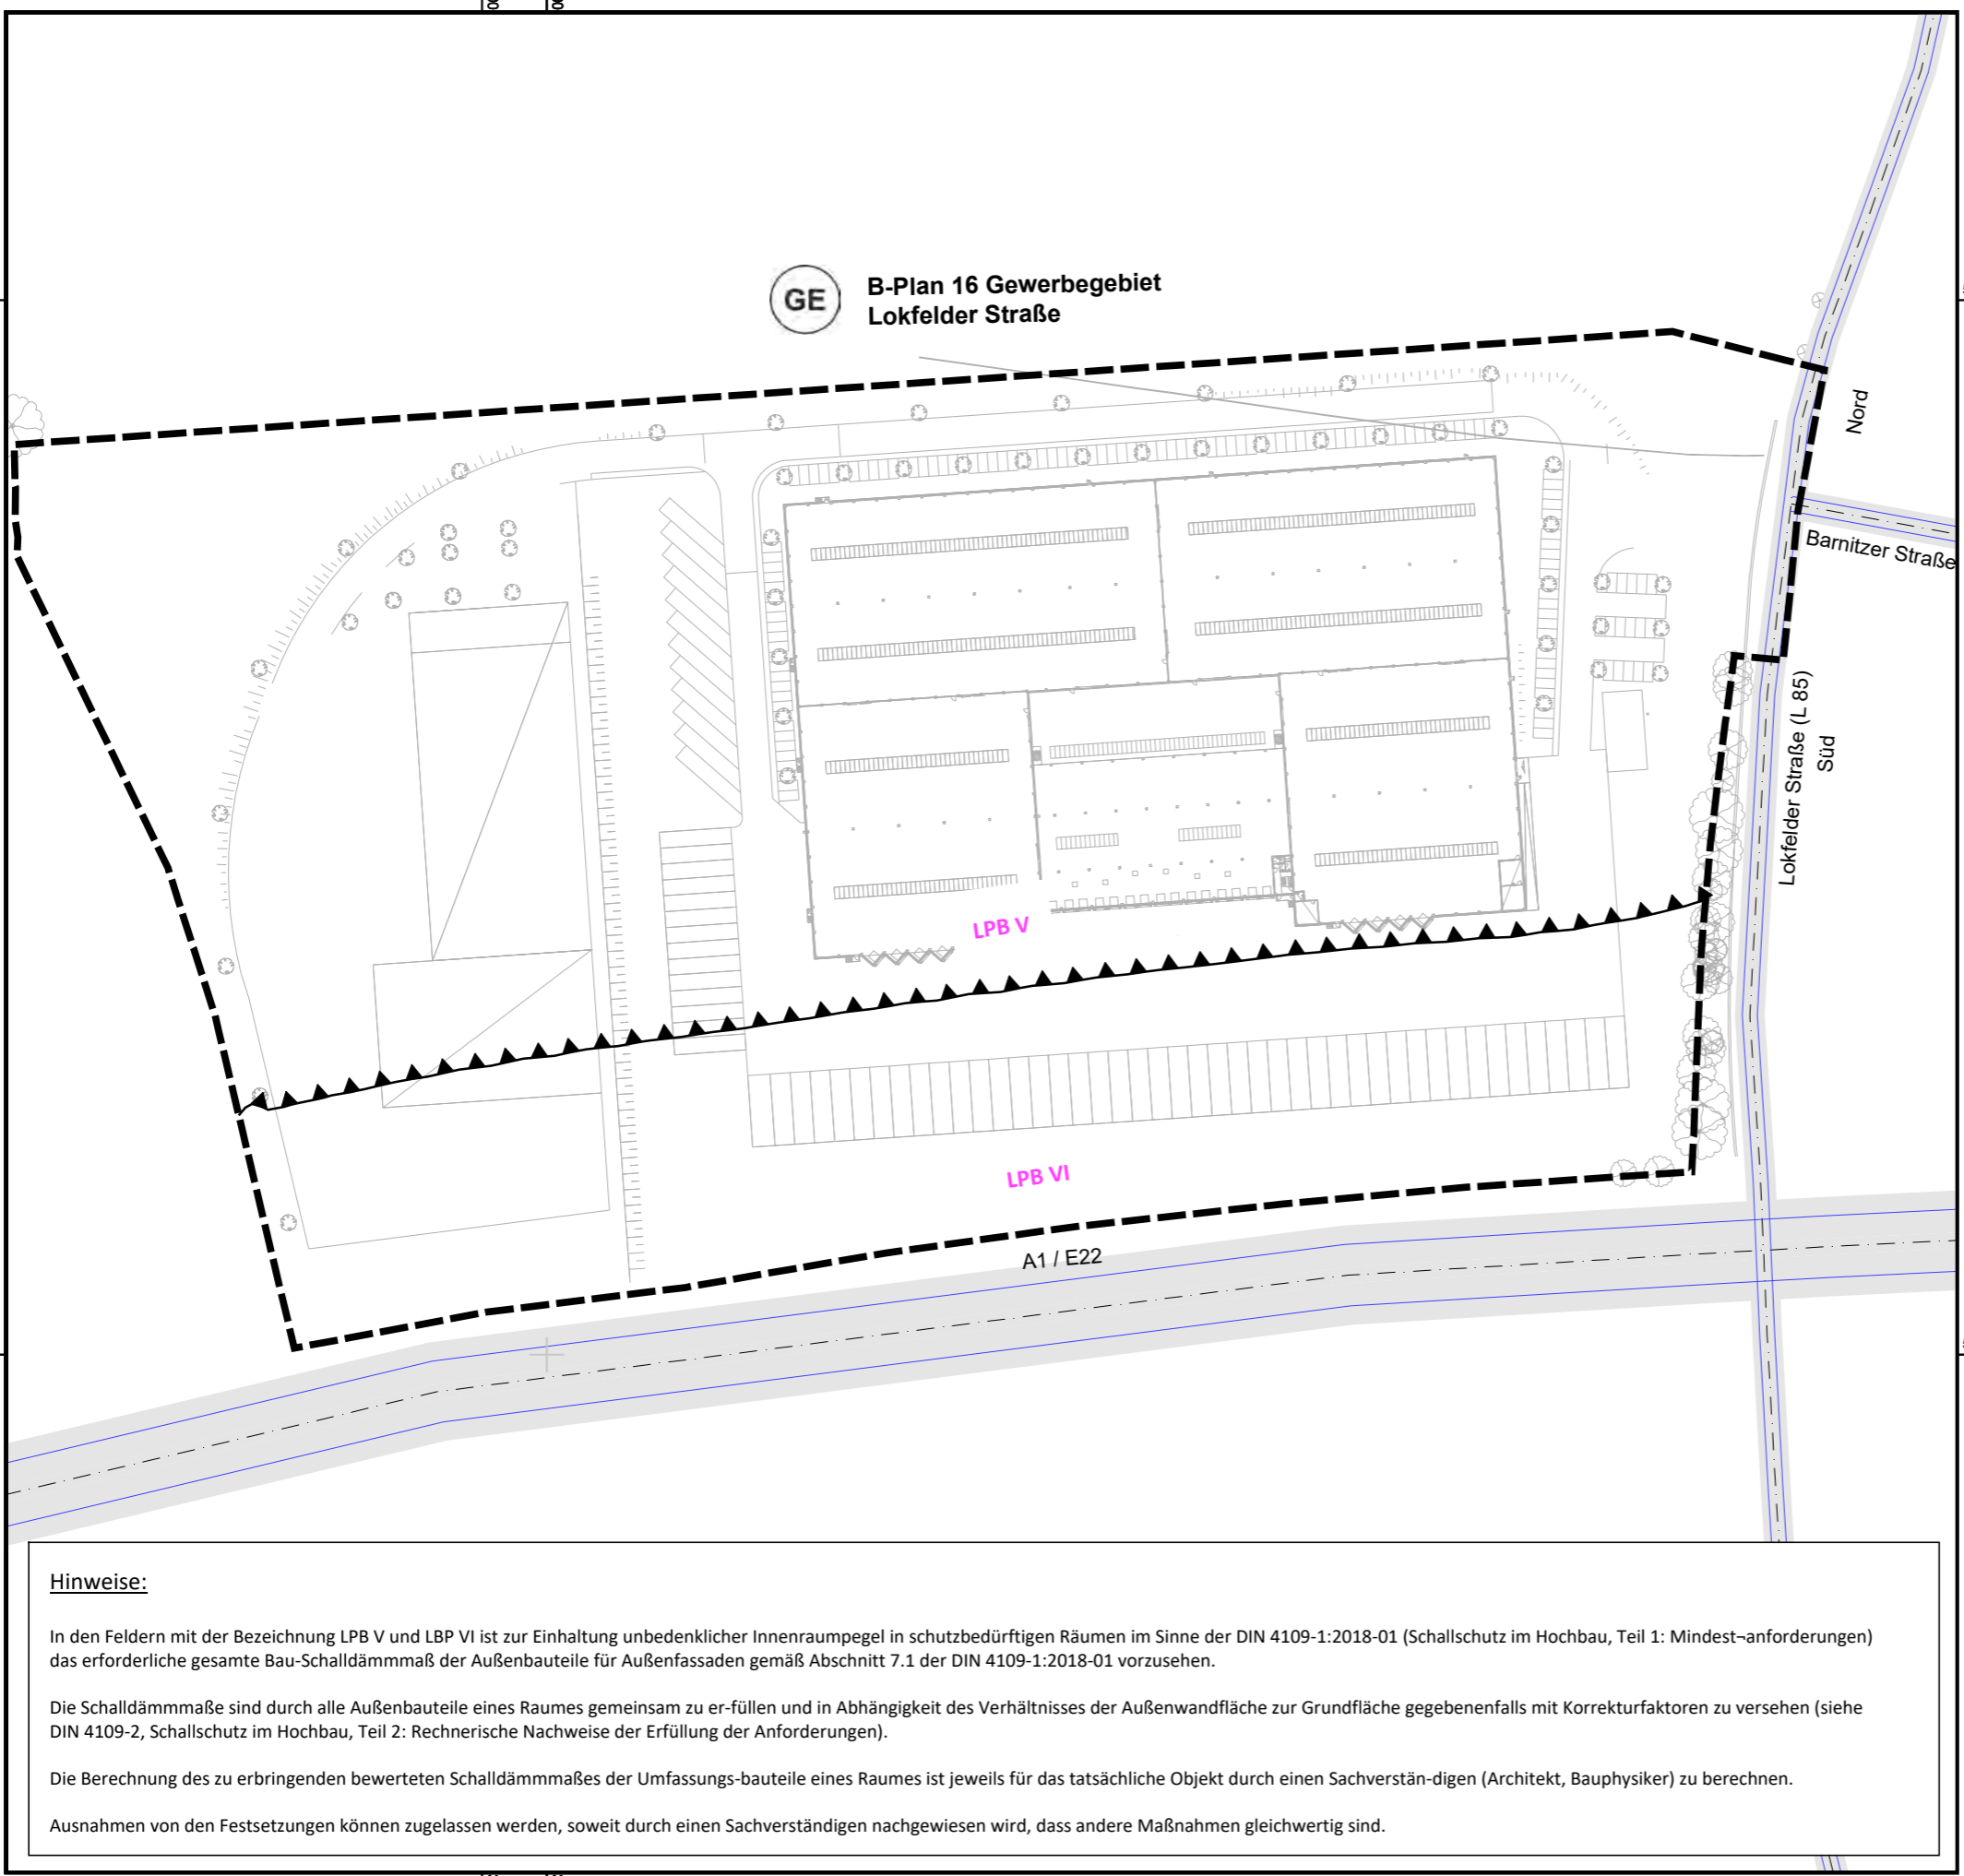 GE
B-Plan 16 Gewerbegebiet
Lokfelder Straße
Nord
Barnitzer Straße
Lokfelder Straße (L 85)
Süd
LPB V
LPB VI
A1 / E22
Hinweise:
In den Feldern mit der Bezeichnung LPB V und LBP VI ist zur Einhaltung unbedenklicher Innenraumpegel in schutzbedürftigen Räumen im Sinne der DIN 4109-1:2018-01 (Schallschutz im Hochbau, Teil 1: Mindest¬anforderungen)
das erforderliche gesamte Bau-Schalldämmmaß der Außenbauteile für Außenfassaden gemäß Abschnitt 7.1 der DIN 4109-1:2018-01 vorzusehen.
Die Schalldämmmaße sind durch alle Außenbauteile eines Raumes gemeinsam zu er-füllen und in Abhängigkeit des Verhältnisses der Außenwandfläche zur Grundfläche gegebenenfalls mit Korrekturfaktoren zu versehen (siehe
DIN 4109-2, Schallschutz im Hochbau, Teil 2: Rechnerische Nachweise der Erfüllung der Anforderungen).
Die Berechnung des zu erbringenden bewerteten Schalldämmmaßes der Umfassungs-bauteile eines Raumes ist jeweils für das tatsächliche Objekt durch einen Sachverstän-digen (Architekt, Bauphysiker) zu berechnen.
Ausnahmen von den Festsetzungen können zugelassen werden, soweit durch einen Sachverständigen nachgewiesen wird, dass andere Maßnahmen gleichwertig sind.